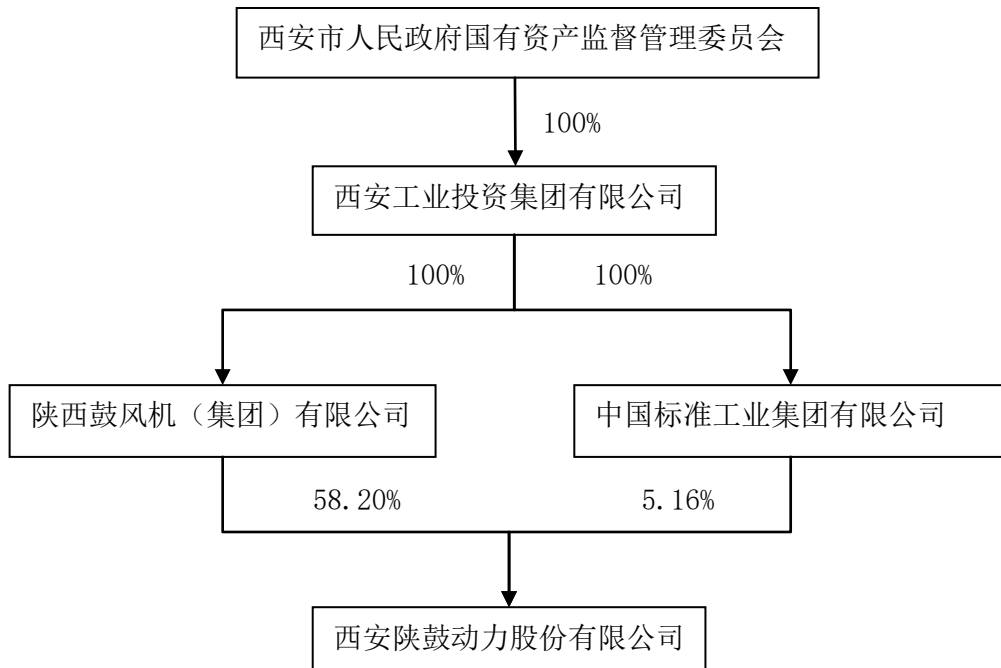 西安市人民政府国有资产监督管理委员会
100%
西安工业投资集团有限公司
100% 100%
陕西鼓风机（集团）有限公司 中国标准工业集团有限公司
58.20% 5.16%
西安陕鼓动力股份有限公司